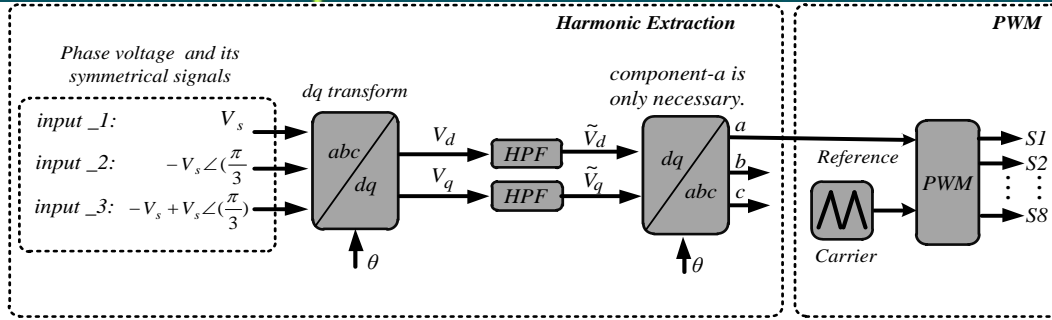 Harmonic Extraction
PWM
Phase voltage and its
symmetrical signals
input _1: V_s
input _2: −V_s∠(π/3
input _3: −V_s + V_s∠(π/3)
dq transform
abc
dq
θ
V_d
V_q
HPF
HPF
Ṽ_d
Ṽ_q
component-a is
only necessary.
dq
abc
θ
a
b
c
Reference
Carrier
PWM
S1
S2
S8